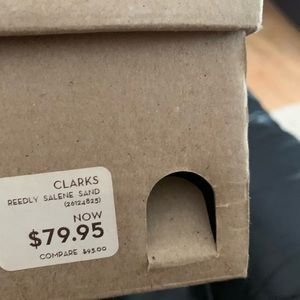 CLARKS
REEDLY SALENE SAND
(26124825)
NOW
$79.95
COMPARE $95.00